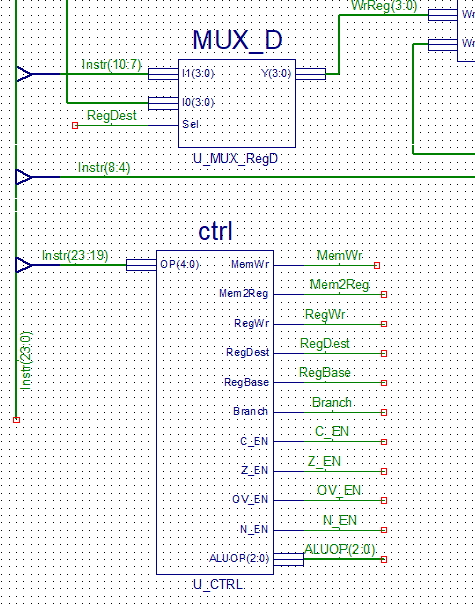 WrReg(3:0)
MUX_D
Instr(10:7)
I1(3:0)
Y(3:0)
I0(3:0)
RegDest
Sel
U_MUX_RegD
Instr(8:4)
ctrl
Instr(23:19)
OP(4:0)
MemWr
MemWr
Mem2Reg
Mem2Reg
RegWr
RegWr
RegDest
RegDest
RegBase
RegBase
Branch
Branch
C_EN
C_EN
Z_EN
Z_EN
OV_EN
OV_EN
N_EN
N_EN
ALUOP(2:0)
ALUOP(2:0)
U_CTRL
Instr(23:0)